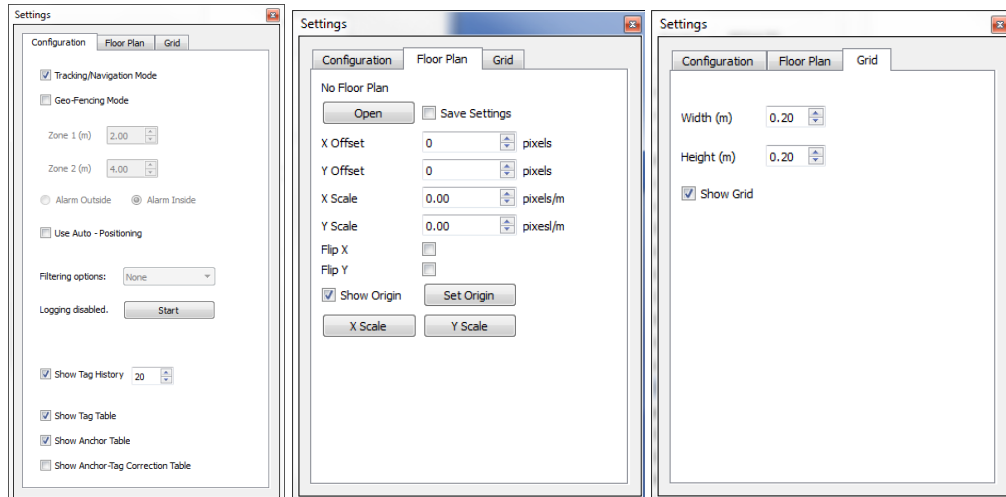 Settings
Configuration Floor Plan Grid
Tracking/Navigation Mode
Geo-Fencing Mode
Zone 1 (m) 2.00
Zone 2 (m) 4.00
Alarm Outside Alarm Inside
Use Auto - Positioning
Filtering options: None
Logging disabled. Start
Show Tag History 20
Show Tag Table
Show Anchor Table
Show Anchor-Tag Correction Table
Settings
Configuration Floor Plan Grid
No Floor Plan
Open Save Settings
X Offset 0 pixels
Y Offset 0 pixels
X Scale 0.00 pixels/m
Y Scale 0.00 pixesl/m
Flip X
Flip Y
Show Origin Set Origin
X Scale Y Scale
Settings
Configuration Floor Plan Grid
Width (m) 0.20
Height (m) 0.20
Show Grid